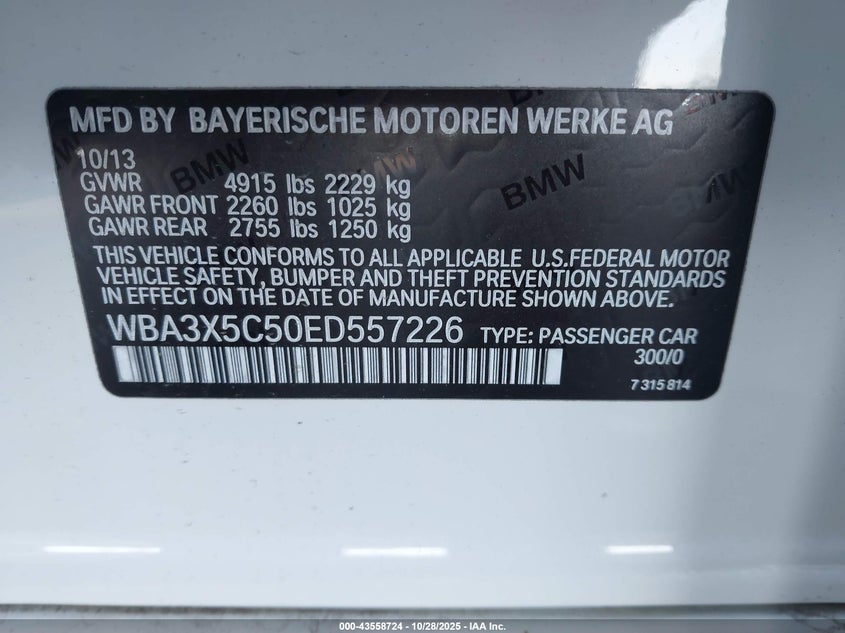 MFD BY BAYERISCHE MOTOREN WERKE AG
10/13
GVWR 4915 lbs 2229 kg
GAWR FRONT 2260 lbs 1025 kg
GAWR REAR 2755 lbs 1250 kg
THIS VEHICLE CONFORMS TO ALL APPLICABLE U.S.FEDERAL MOTOR
VEHICLE SAFETY, BUMPER AND THEFT PREVENTION STANDARDS
IN EFFECT ON THE DATE OF MANUFACTURE SHOWN ABOVE.
WBA3X5C50ED557226 TYPE: PASSENGER CAR
300/0
7 315 814
BMW
BMW
BMW
BMW
000-43558724 - 10/28/2025 - IAA Inc.